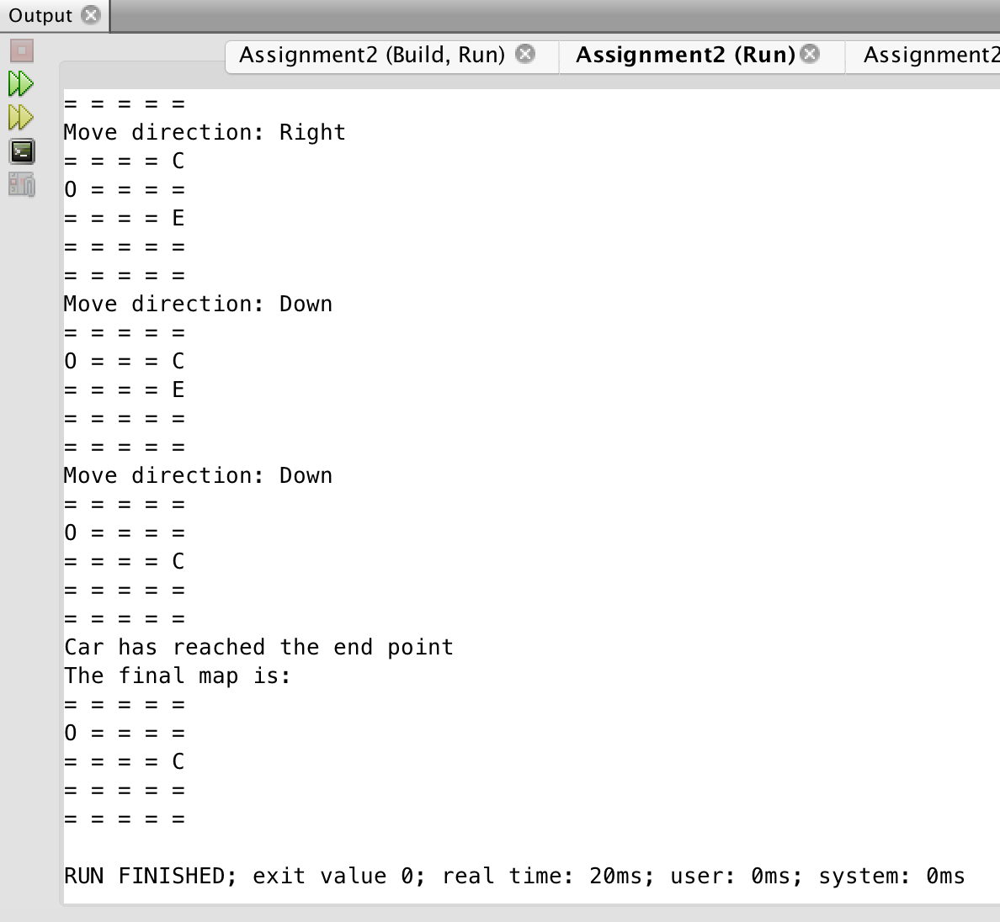 Output
Assignment2 (Build, Run) Assignment2 (Run) Assignment2
= = = = =
Move direction: Right
= = = = C
O = = = =
= = = = E
= = = = =
= = = = =
Move direction: Down
= = = = =
O = = = C
= = = = E
= = = = =
= = = = =
Move direction: Down
= = = = =
O = = = =
= = = = C
= = = = =
= = = = =
Car has reached the end point
The final map is:
= = = = =
O = = = =
= = = = C
= = = = =
= = = = =
RUN FINISHED; exit value 0; real time: 20ms; user: 0ms; system: 0ms